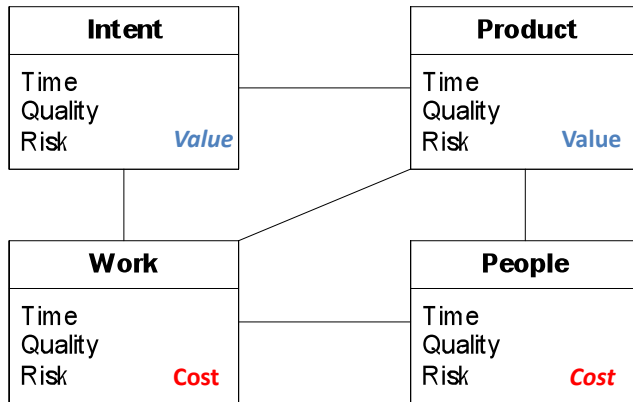 Intent
Time
Quality
Risk Value
Product
Time
Quality
Risk Value
Work
Time
Quality
Risk Cost
People
Time
Quality
Risk Cost